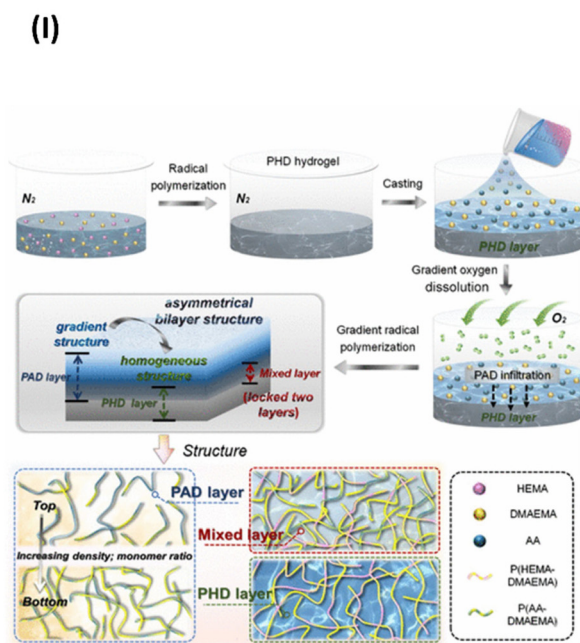 (I)
Radical
polymerization
N2
PHD hydrogel
N2
Casting
PHD layer
Gradient oxygen
dissolution
O2
PAD infiltration
PHD layer
Gradient radical
polymerization
asymmetrical
bilayer structure
gradient
structure
homogeneous
structure
PAD layer
PHD layer
Mixed layer
(locked two
layers)
Structure
Top
PAD layer
Increasing density; monomer ratio
Bottom
Mixed layer
PHD layer
HEMA
DMAEMA
AA
P(HEMA-
DMAEMA)
P(AA-
DMAEMA)